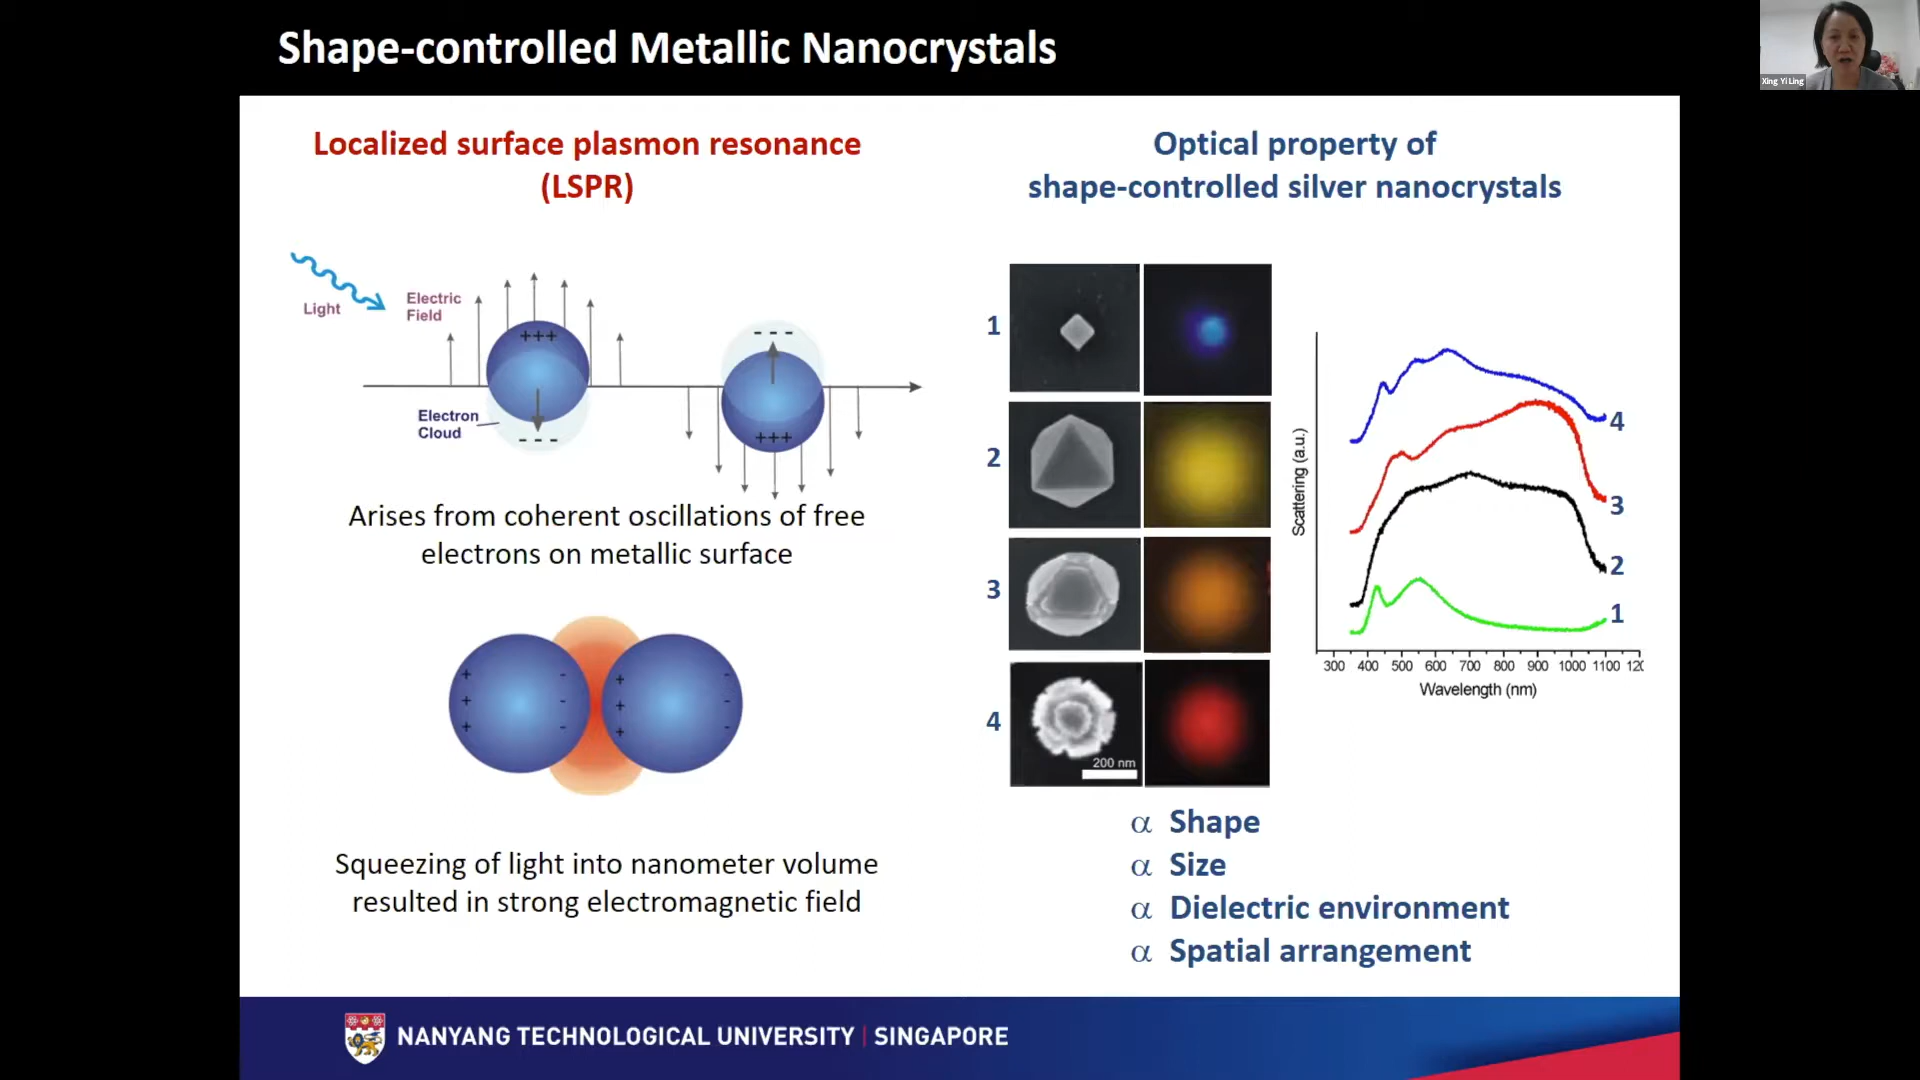 Shape-controlled Metallic Nanocrystals
Xing Yi Ling
Localized surface plasmon resonance
(LSPR)
Light
Electric
Field
+++
- - -
Electron
Cloud
- - -
+++
Arises from coherent oscillations of free
electrons on metallic surface
+ - + -
+ - + -
+ - + -
Squeezing of light into nanometer volume
resulted in strong electromagnetic field
Optical property of
shape-controlled silver nanocrystals
1
2
3
4
200 nm
Scattering (a.u.)
4
3
2
1
300 400 500 600 700 800 900 1000 1100 120
Wavelength (nm)
α Shape
α Size
α Dielectric environment
α Spatial arrangement
NANYANG TECHNOLOGICAL UNIVERSITY | SINGAPORE